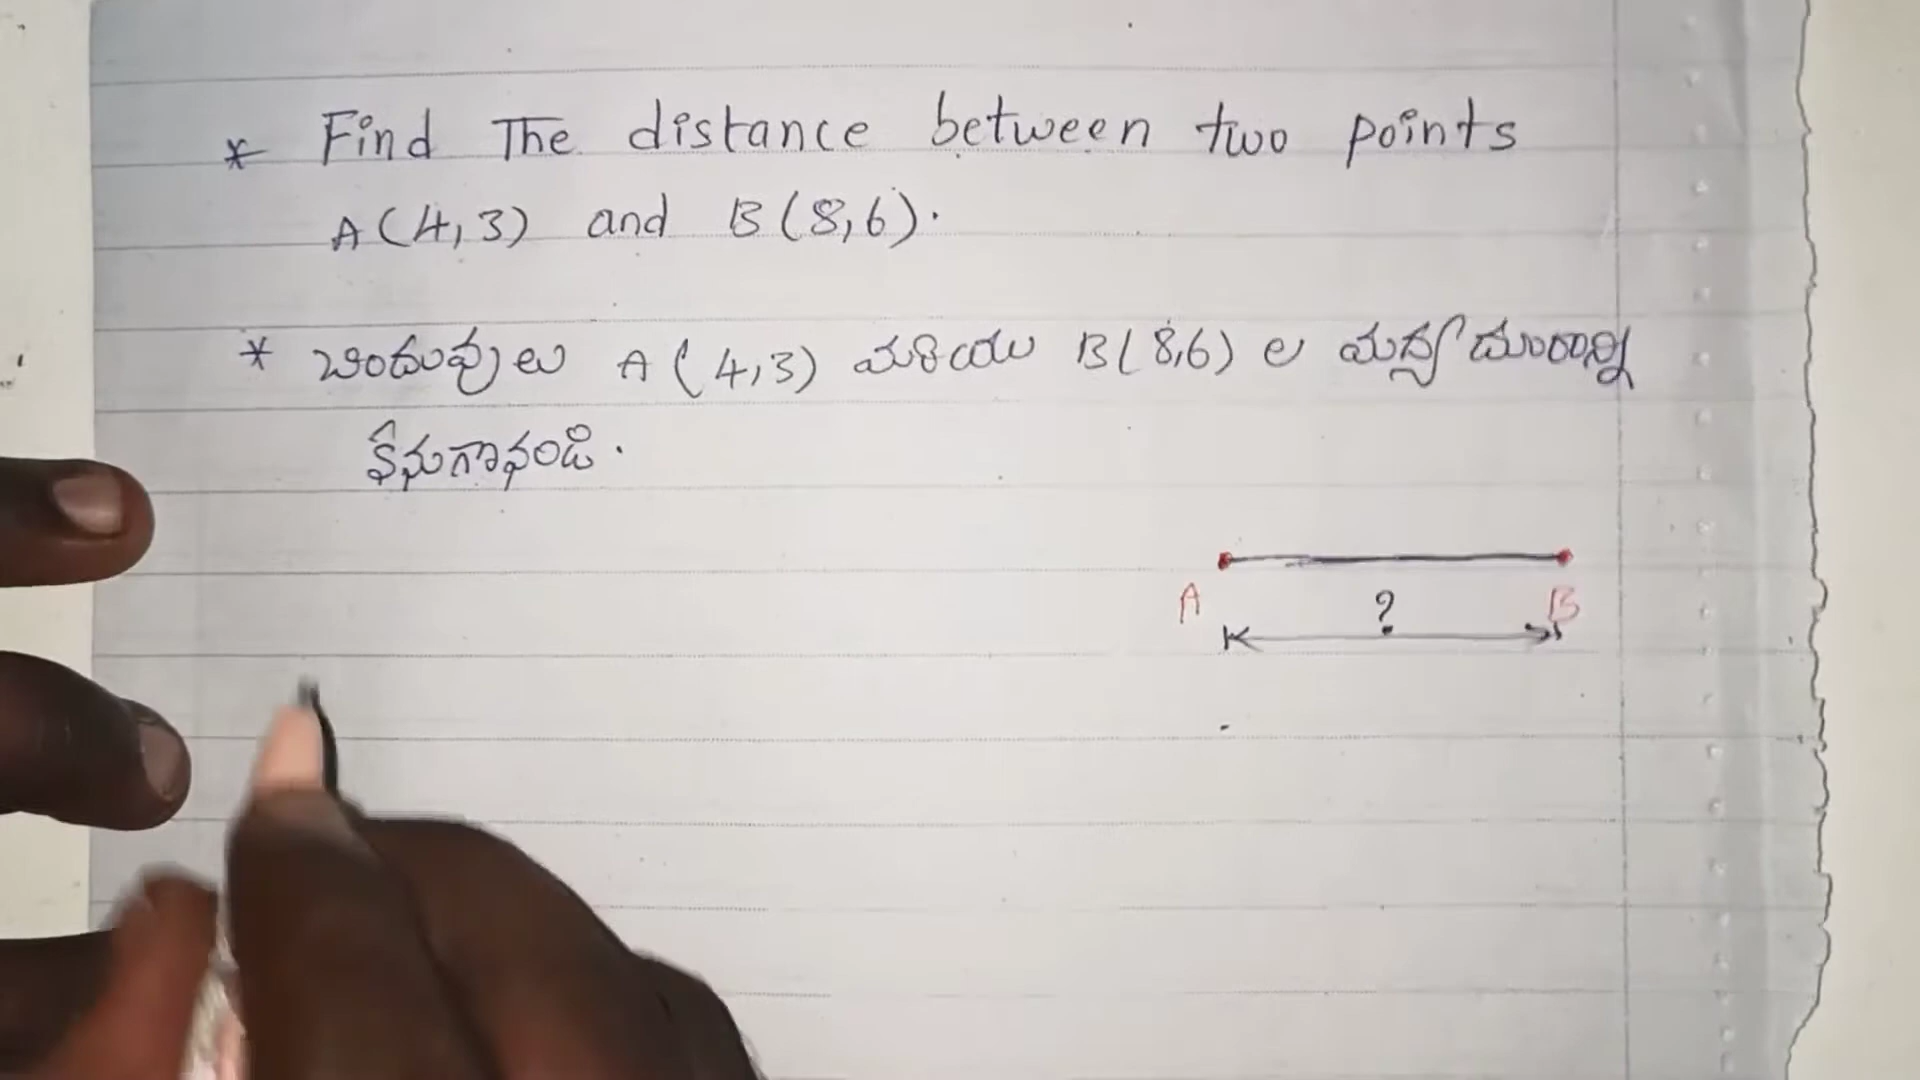 * Find The distance between two points
A(4,3) and B(8,6).
* బిందువులు A(4,3) మరియు B(8,6) ల మధ్య దూరాన్ని
కనుగొనండి.
A ? B